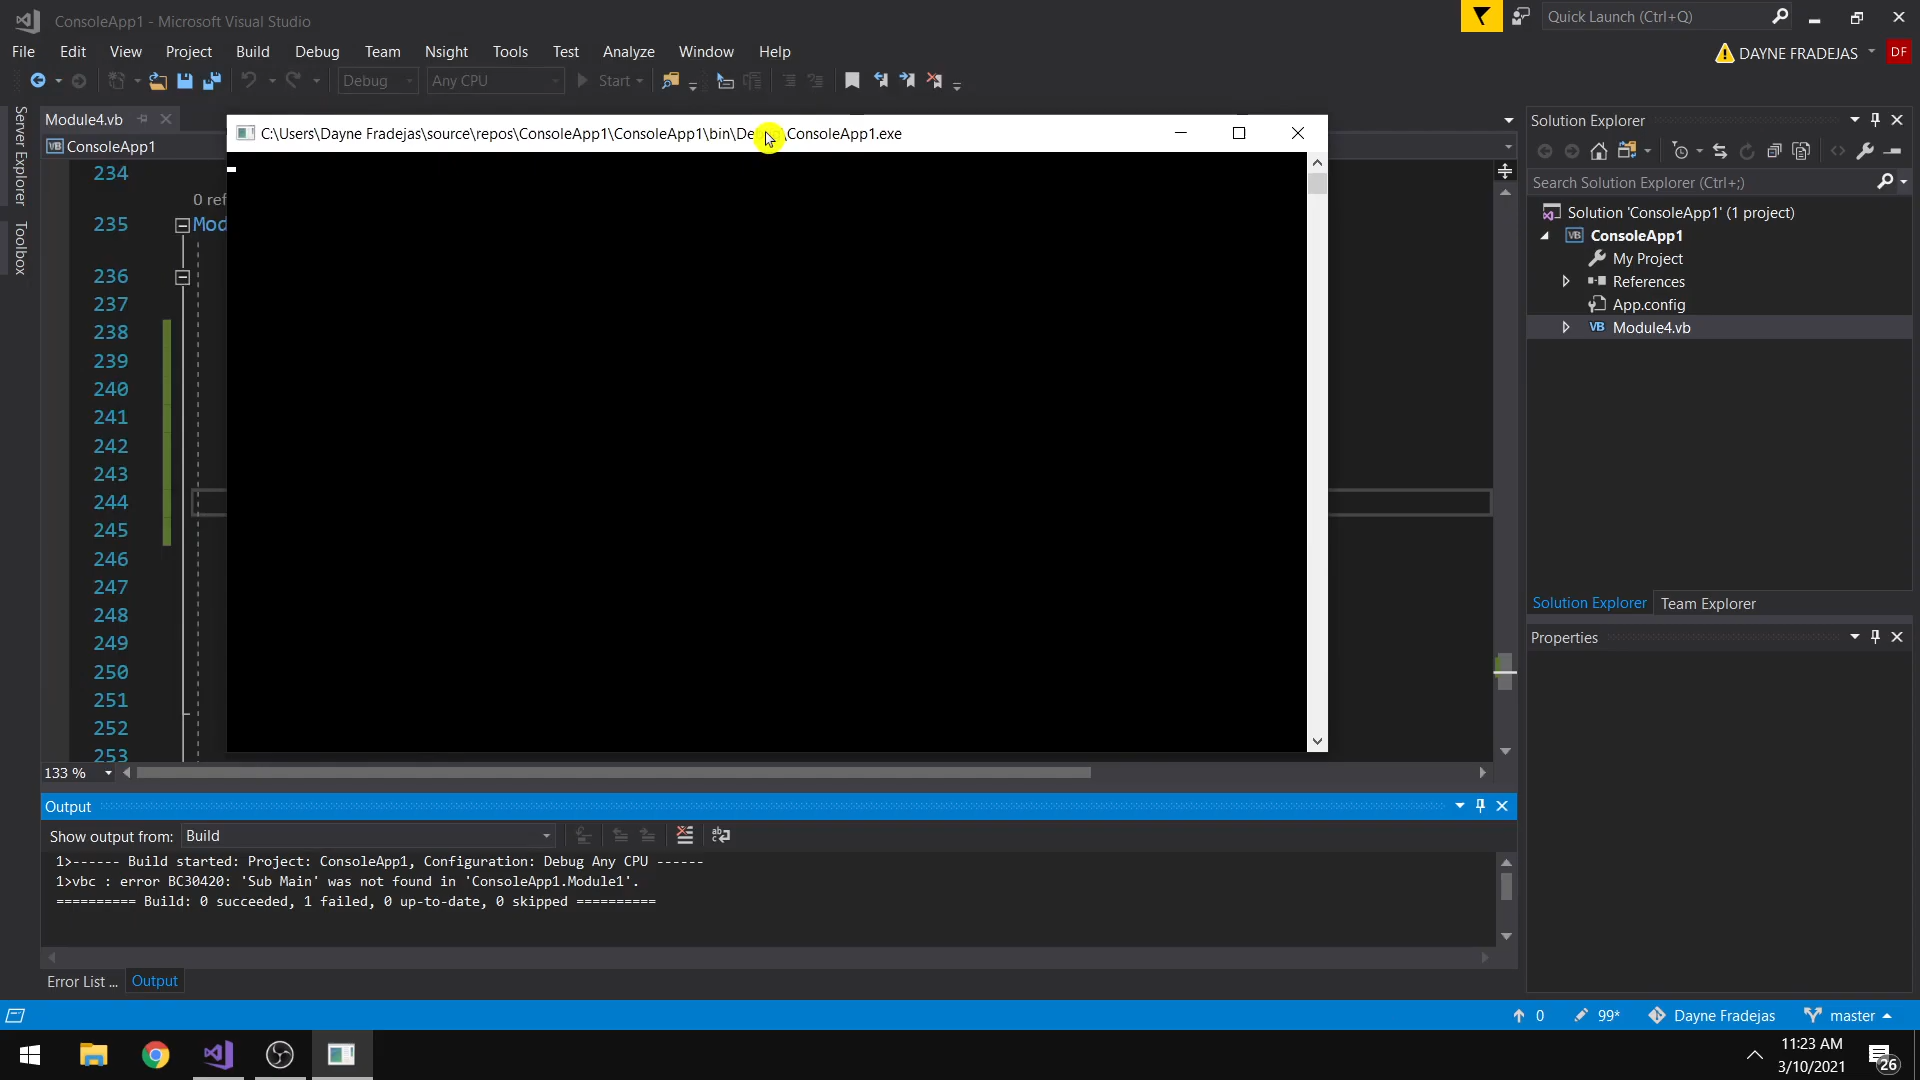 ConsoleApp1 - Microsoft Visual Studio
Quick Launch (Ctrl+Q)
File Edit View Project Build Debug Team Nsight Tools Test Analyze Window Help
DAYNE FRADEJAS DF
Debug Any CPU Start
Server Explorer
Toolbox
Module4.vb
VB ConsoleApp1
C:\Users\Dayne Fradejas\source\repos\ConsoleApp1\ConsoleApp1\bin\De \ConsoleApp1.exe
234
0 ref
235 Mod
236
237
238
239
240
241
242
243
244
245
246
247
248
249
250
251
252
253
133 %
Solution Explorer
Search Solution Explorer (Ctrl+;)
Solution 'ConsoleApp1' (1 project)
VB ConsoleApp1
My Project
References
App.config
VB Module4.vb
Solution Explorer Team Explorer
Properties
Output
Show output from: Build
1>------ Build started: Project: ConsoleApp1, Configuration: Debug Any CPU ------
1>vbc : error BC30420: 'Sub Main' was not found in 'ConsoleApp1.Module1'.
========== Build: 0 succeeded, 1 failed, 0 up-to-date, 0 skipped ==========
Error List ... Output
0 99* Dayne Fradejas master
11:23 AM
3/10/2021
26